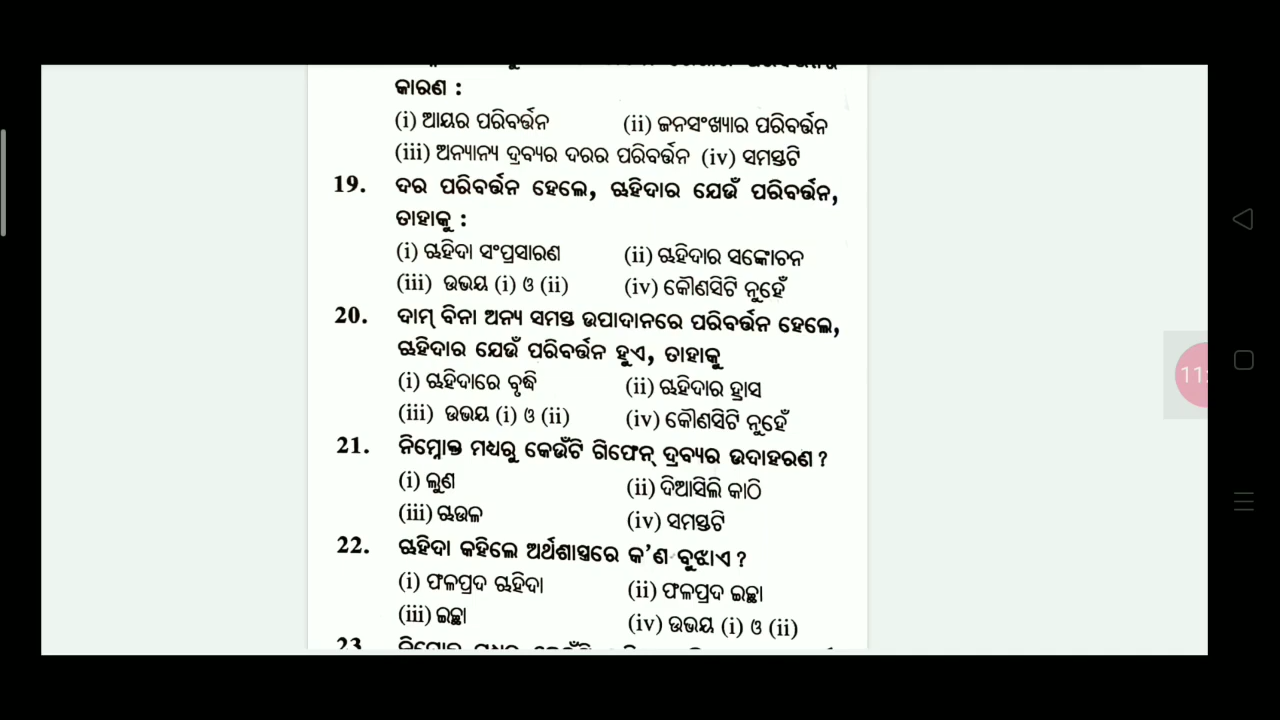 କାରଣ :
(i) ଆୟର ପରିବର୍ତ୍ତନ (ii) ଜନସଂଖ୍ୟାର ପରିବର୍ତ୍ତନ
(iii) ଅନ୍ୟାନ୍ୟ ଦ୍ରବ୍ୟର ଦରର ପରିବର୍ତ୍ତନ (iv) ସମସ୍ତଟି
19. ଦର ପରିବର୍ତ୍ତନ ହେଲେ, ଚାହିଦାର ଯେଉଁ ପରିବର୍ତ୍ତନ,
ତାହାକୁ :
(i) ଚାହିଦା ସଂପ୍ରସାରଣ (ii) ଚାହିଦାର ସଙ୍କୋଚନ
(iii) ଉଭୟ (i) ଓ (ii) (iv) କୌଣସିଟି ନୁହେଁ
20. ଦାମ୍ ବିନା ଅନ୍ୟ ସମସ୍ତ ଉପାଦାନରେ ପରିବର୍ତ୍ତନ ହେଲେ,
ଚାହିଦାର ଯେଉଁ ପରିବର୍ତ୍ତନ ହୁଏ, ତାହାକୁ
(i) ଚାହିଦାରେ ବୃଦ୍ଧି (ii) ଚାହିଦାର ହ୍ରାସ
(iii) ଉଭୟ (i) ଓ (ii) (iv) କୌଣସିଟି ନୁହେଁ
21. ନିମ୍ନୋକ୍ତ ମଧ୍ୟରୁ କେଉଁଟି ଗିଫେନ୍ ଦ୍ରବ୍ୟର ଉଦାହରଣ ?
(i) ଲୁଣ (ii) ଦିଆସିଲି କାଠି
(iii) ଚାଉଳ (iv) ସମସ୍ତଟି
22. ଚାହିଦା କହିଲେ ଅର୍ଥଶାସ୍ତ୍ରରେ କ'ଣ ବୁଝାଏ ?
(i) ଫଳପ୍ରଦ ଚାହିଦା (ii) ଫଳପ୍ରଦ ଇଚ୍ଛା
(iii) ଇଚ୍ଛା (iv) ଉଭୟ (i) ଓ (ii)
23.